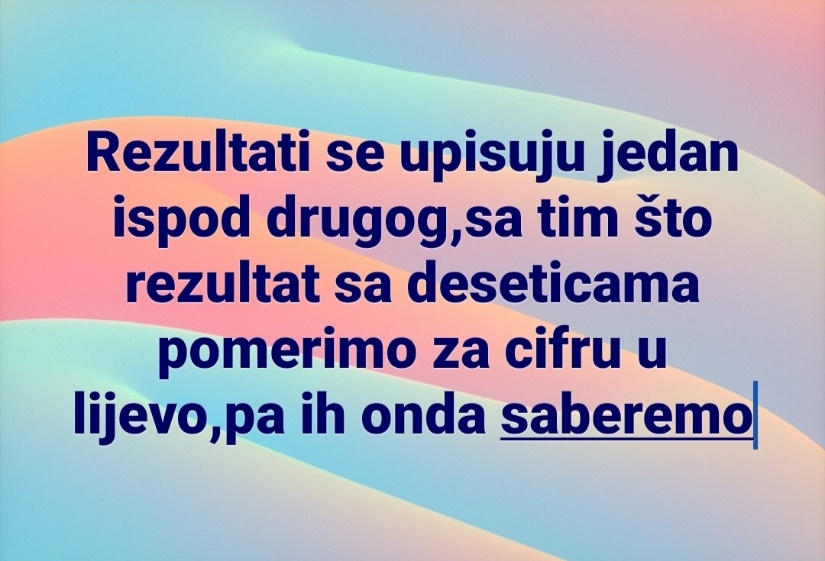 Rezultati se upisuju jedan
ispod drugog,sa tim što
rezultat sa deseticama
pomerimo za cifru u
lijevo,pa ih onda saberemo